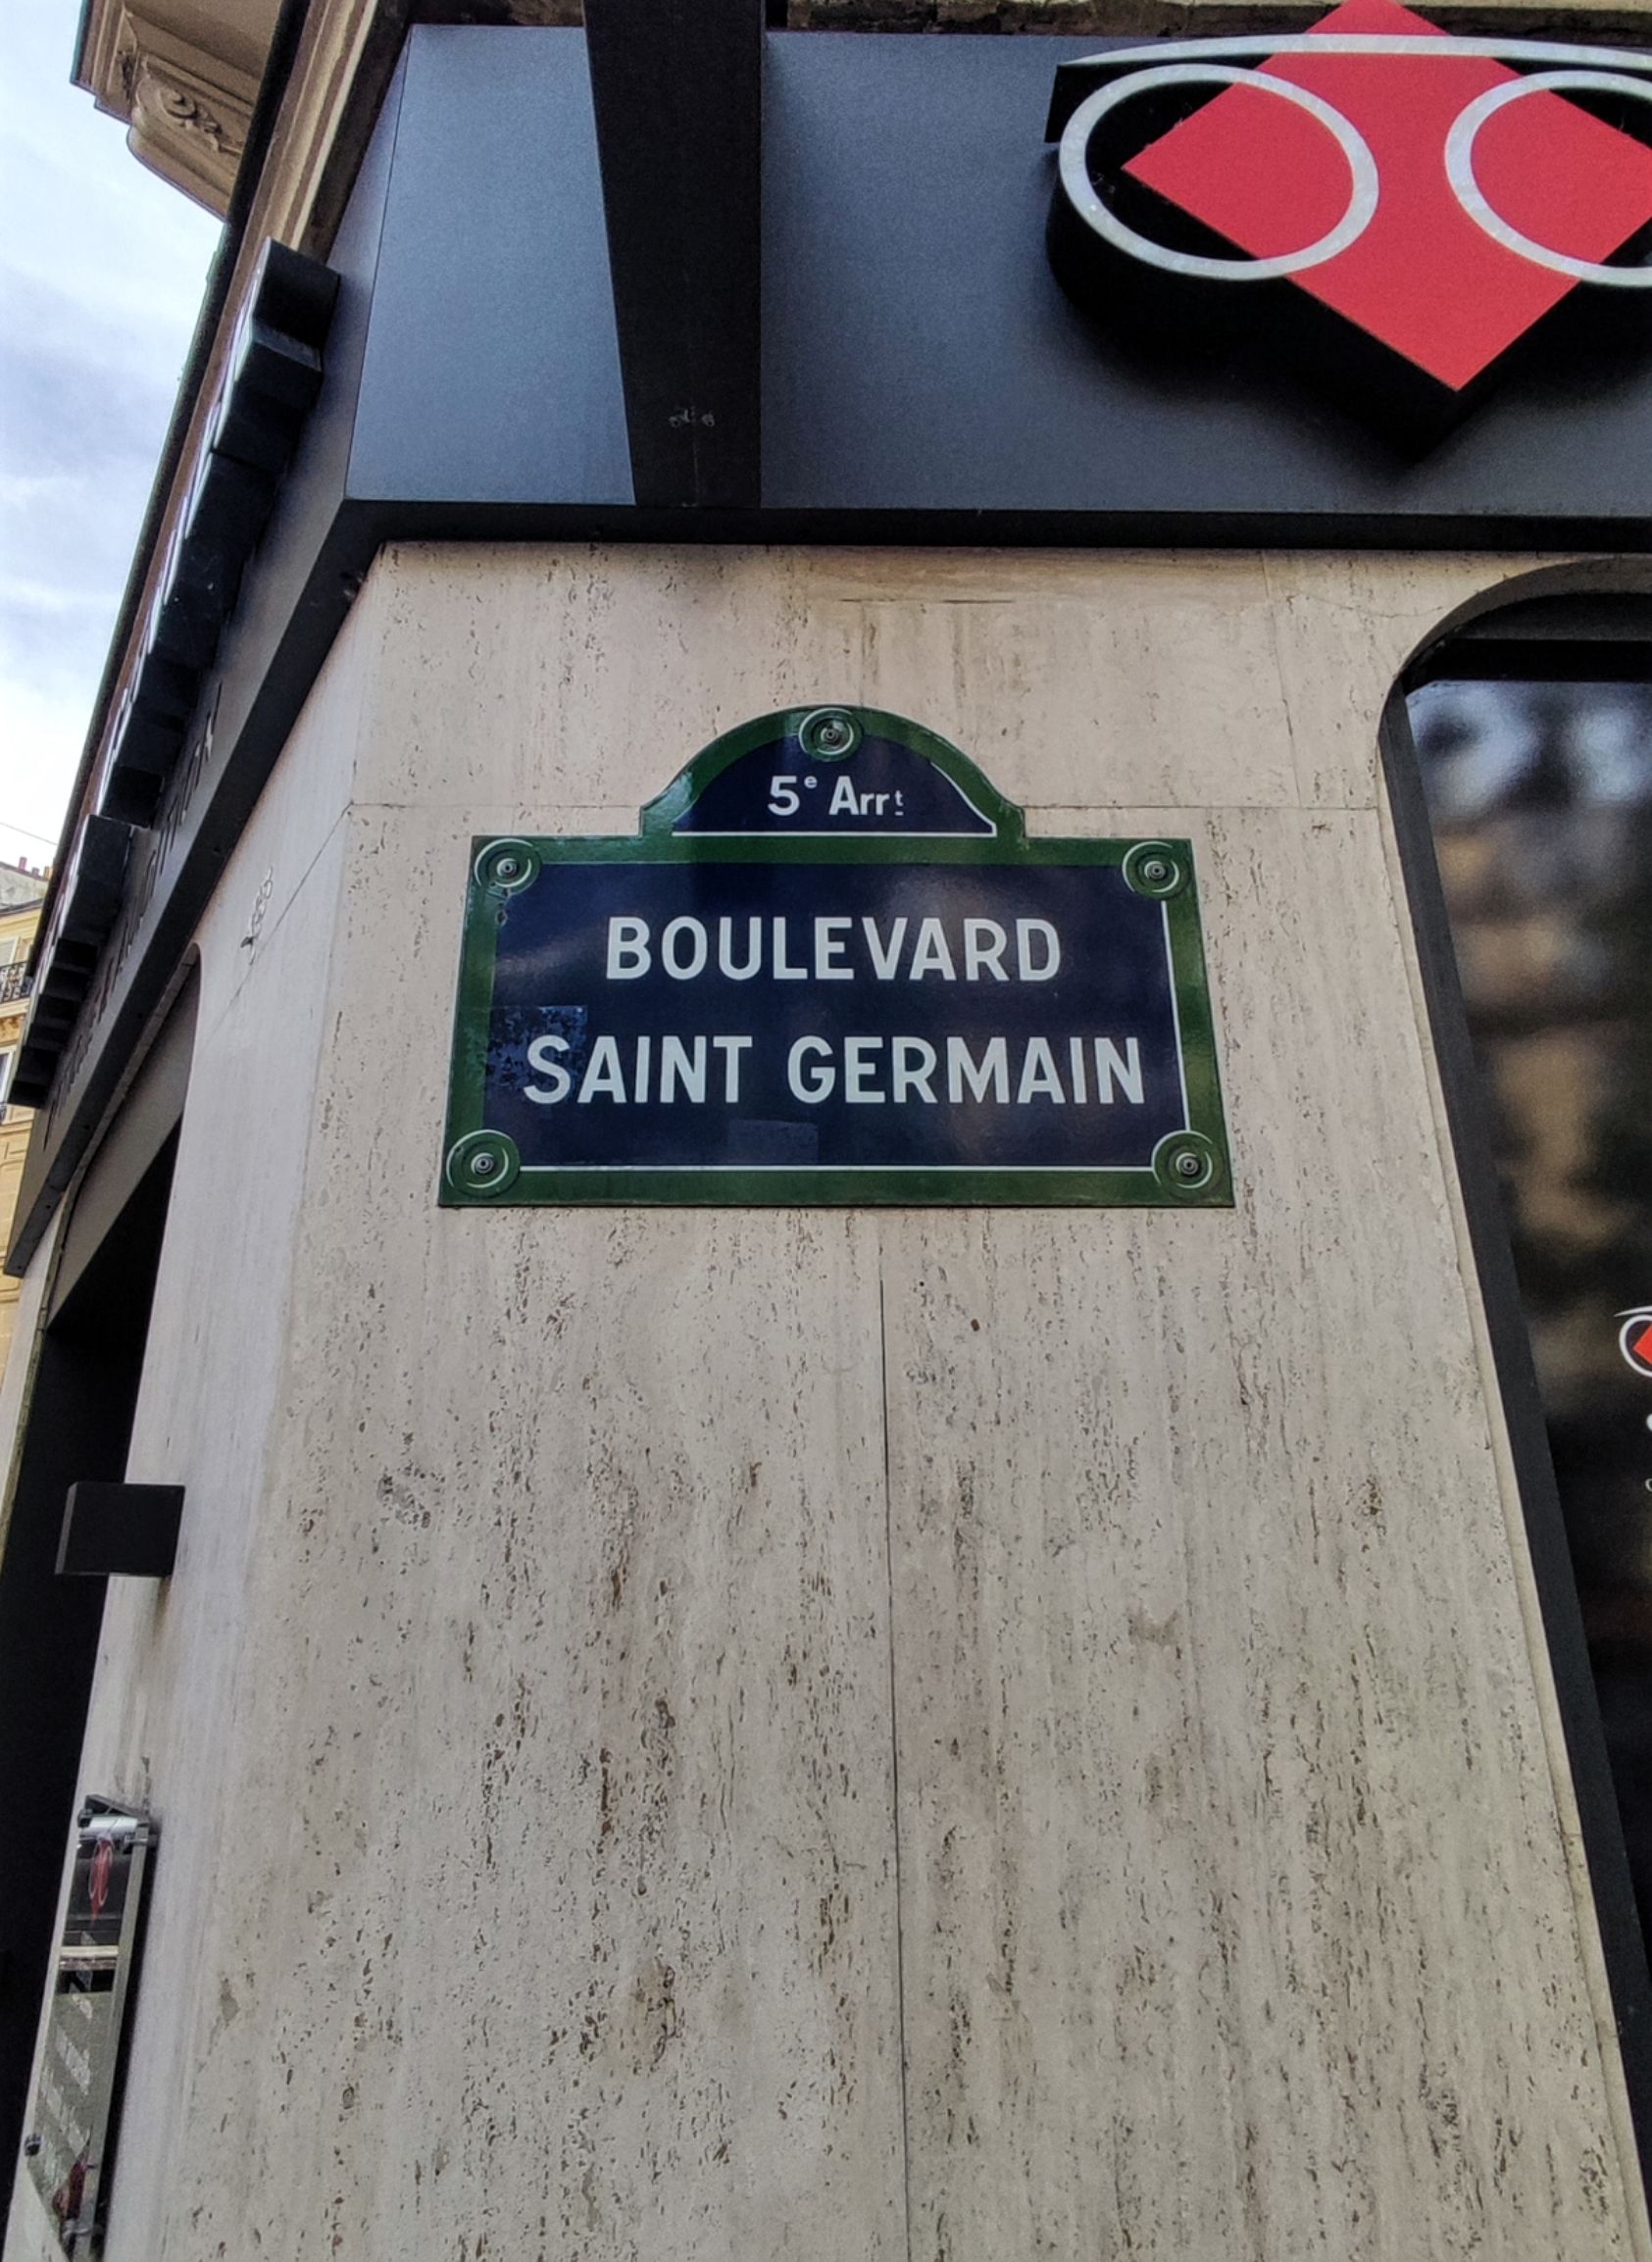 5e Arrt
BOULEVARD
SAINT GERMAIN